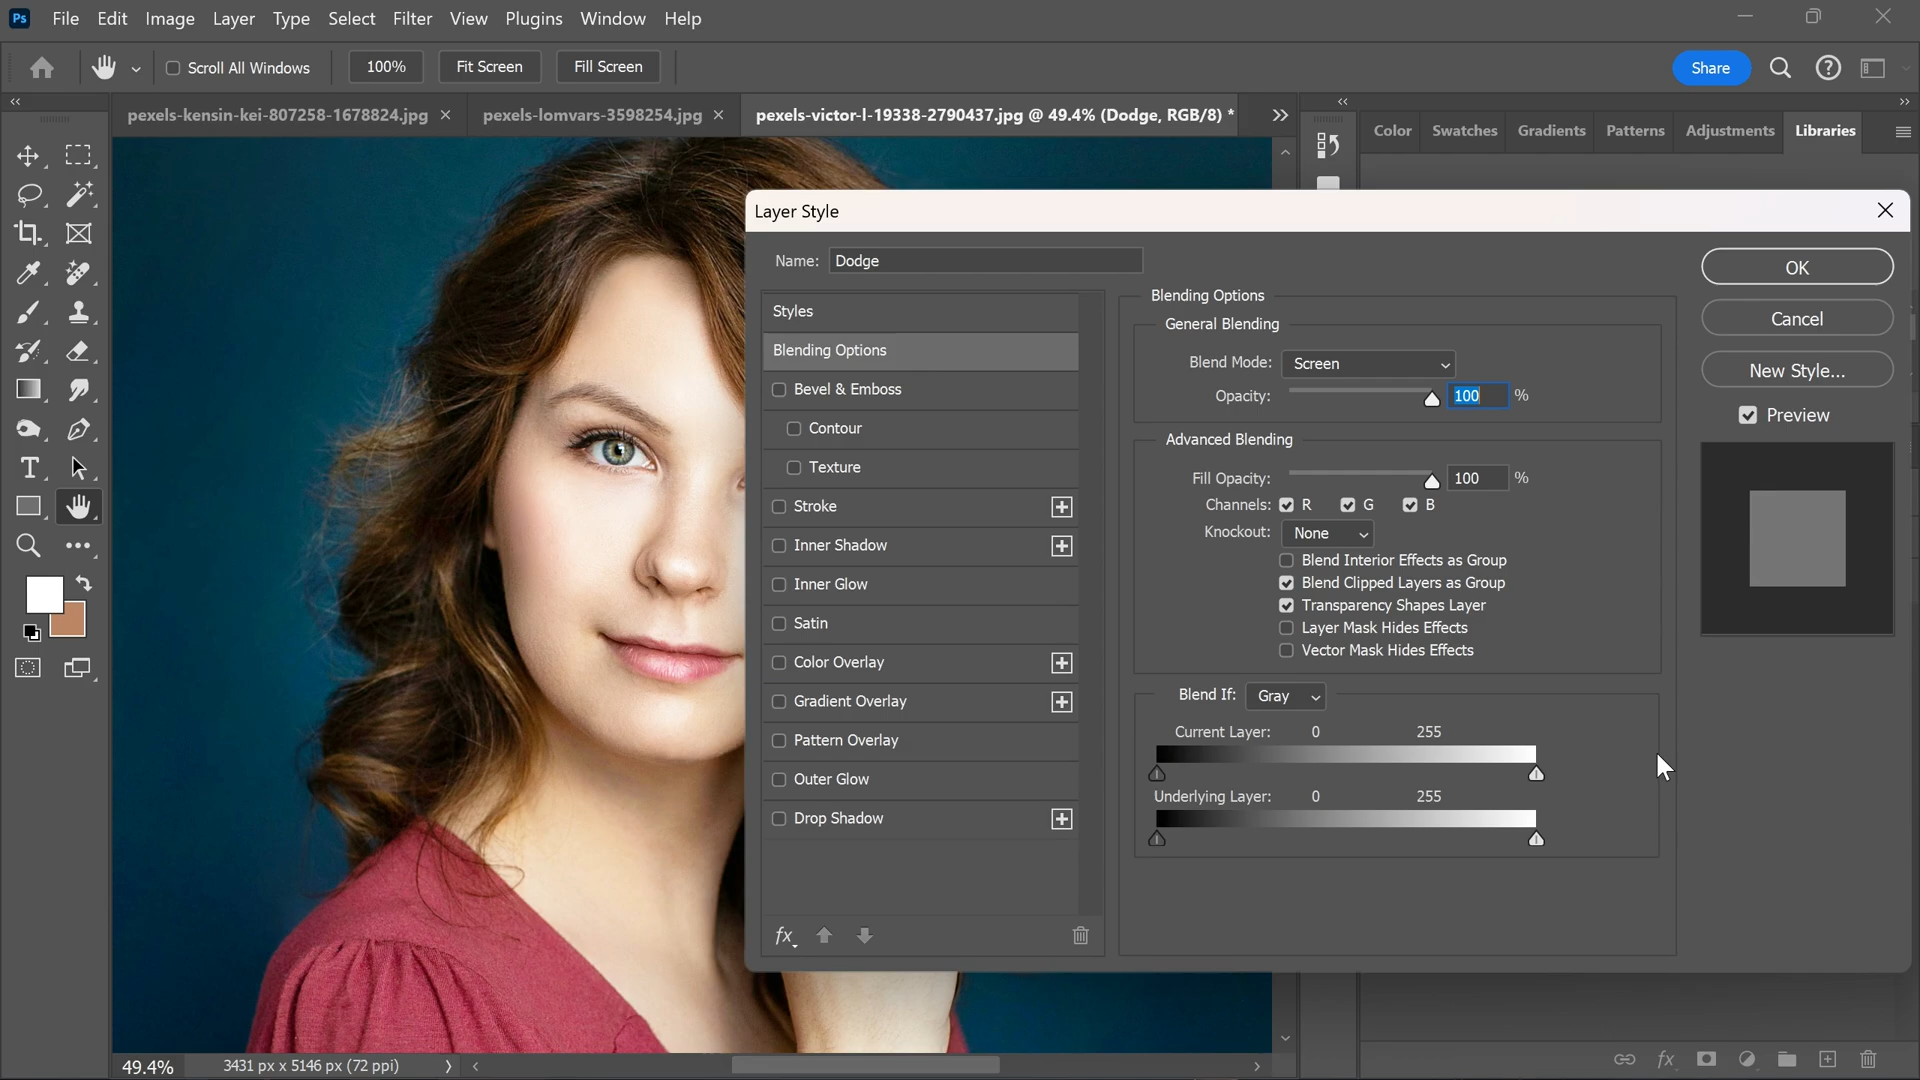 Ps File Edit Image Layer Type Select Filter View Plugins Window Help
Scroll All Windows 100% Fit Screen Fill Screen Share
pexels-kensin-kei-807258-1678824.jpg pexels-lomvars-3598254.jpg pexels-victor-l-19338-2790437.jpg @ 49.4% (Dodge, RGB/8) *
Color Swatches Gradients Patterns Adjustments Libraries
Layer Style
Name: Dodge
OK
Cancel
New Style...
Preview
Styles
Blending Options
Bevel & Emboss
Contour
Texture
Stroke
Inner Shadow
Inner Glow
Satin
Color Overlay
Gradient Overlay
Pattern Overlay
Outer Glow
Drop Shadow
fx
Blending Options
General Blending
Blend Mode: Screen
Opacity: 100 %
Advanced Blending
Fill Opacity: 100 %
Channels: R G B
Knockout: None
Blend Interior Effects as Group
Blend Clipped Layers as Group
Transparency Shapes Layer
Layer Mask Hides Effects
Vector Mask Hides Effects
Blend If: Gray
Current Layer: 0 255
Underlying Layer: 0 255
49.4% 3431 px x 5146 px (72 ppi)
fx